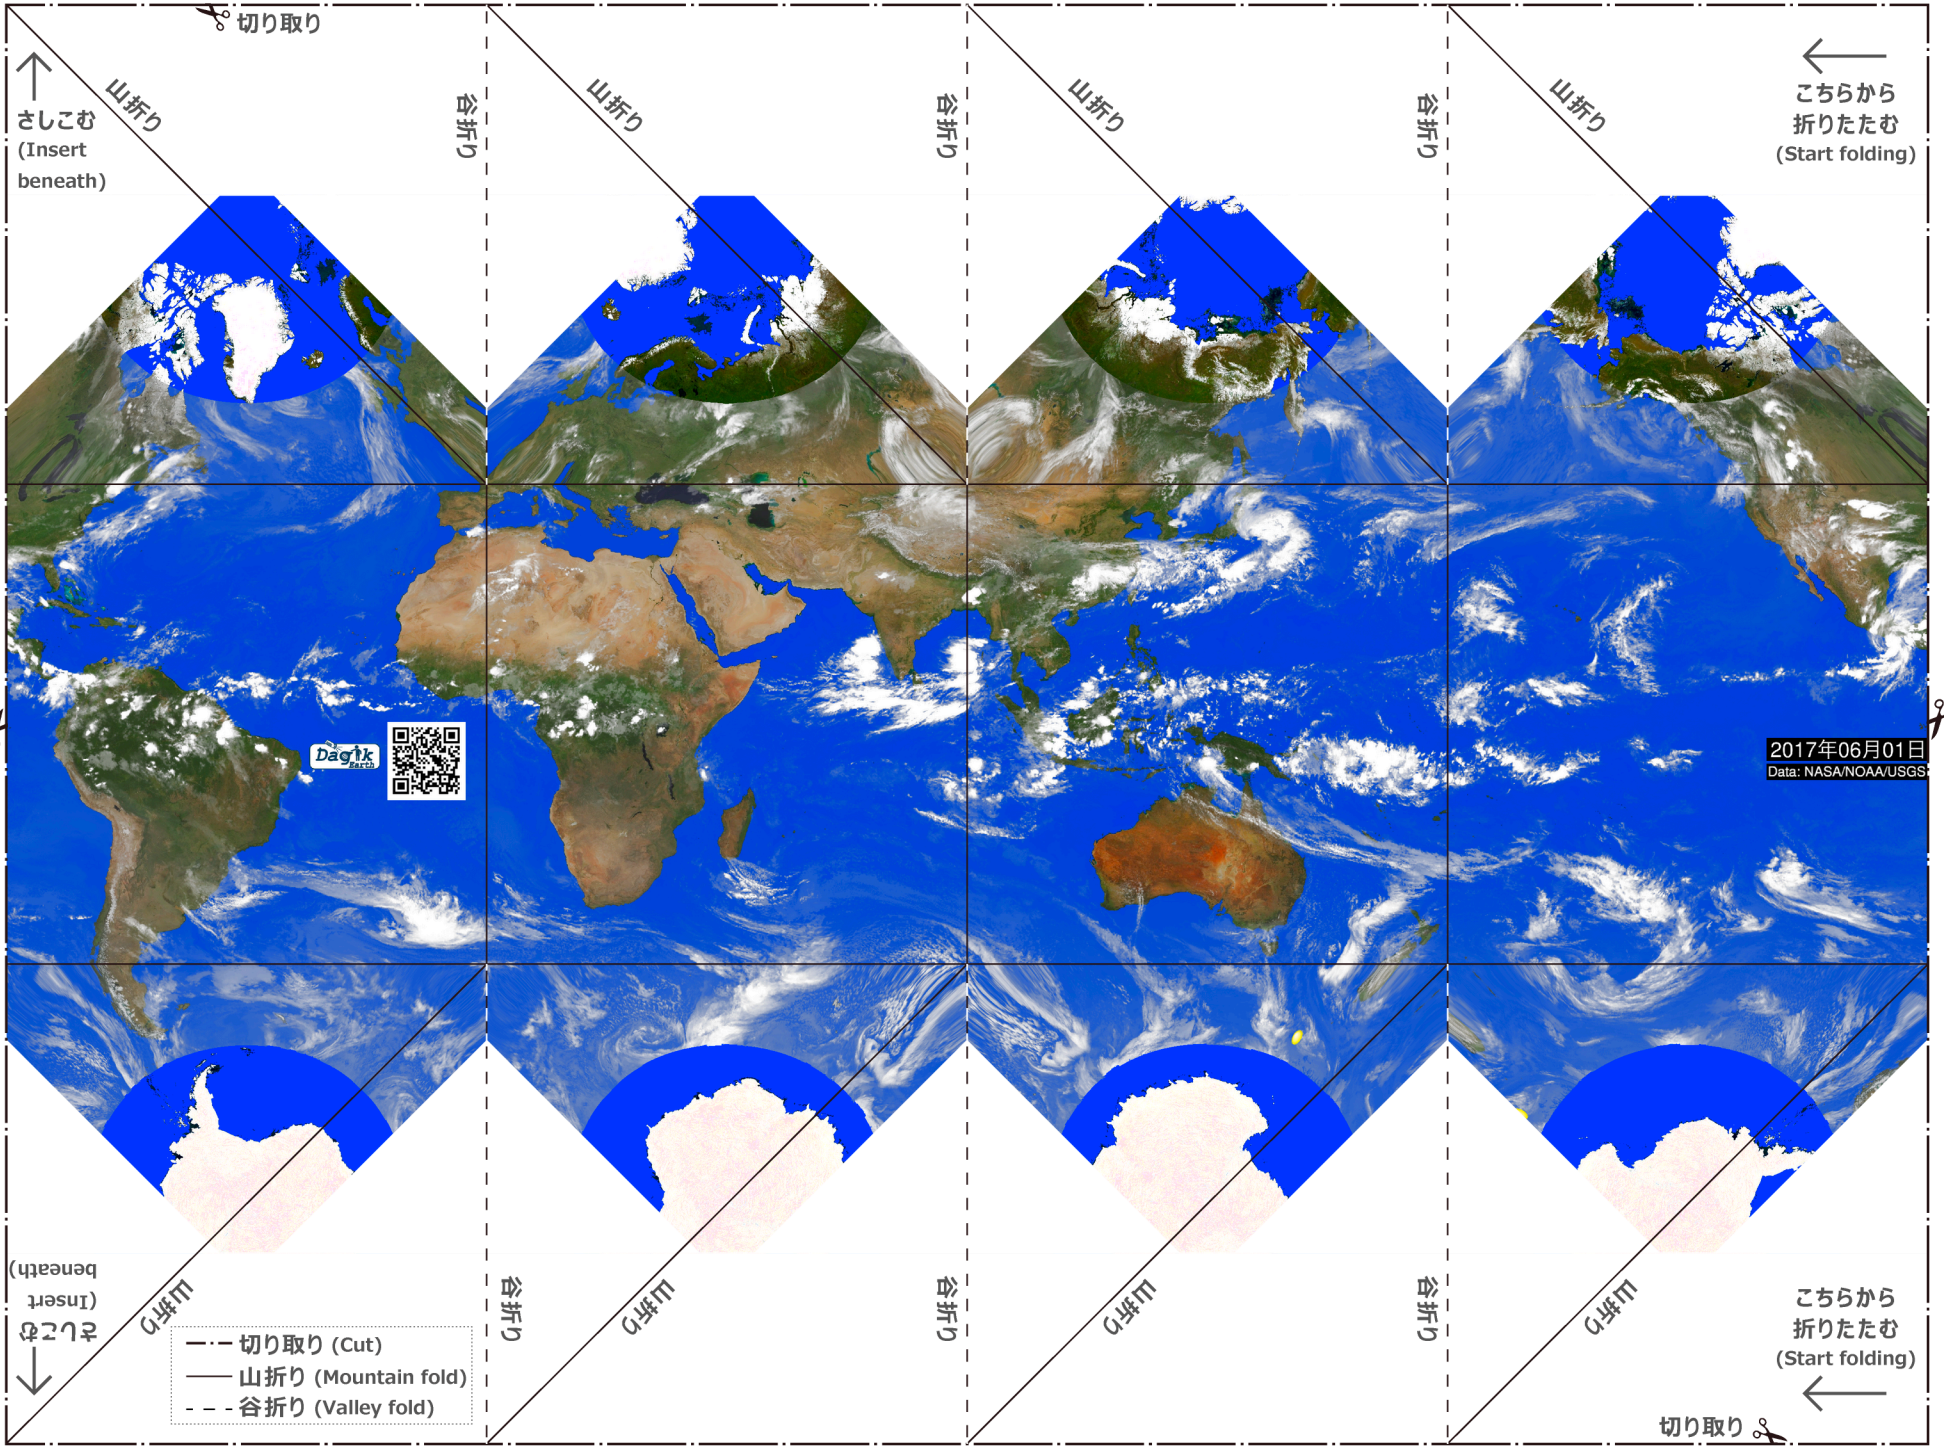 切り取り
山折り
谷折り
山折り
谷折り
山折り
谷折り
山折り
さしこむ
(Insert
beneath)
こちらから
折りたたむ
(Start folding)
Dagik
Earth
2017年06月01日
Data: NASA/NOAA/USGS
さしこむ
(Insert
beneath)
山折り
谷折り
山折り
谷折り
山折り
谷折り
山折り
こちらから
折りたたむ
(Start folding)
切り取り (Cut)
山折り (Mountain fold)
谷折り (Valley fold)
切り取り